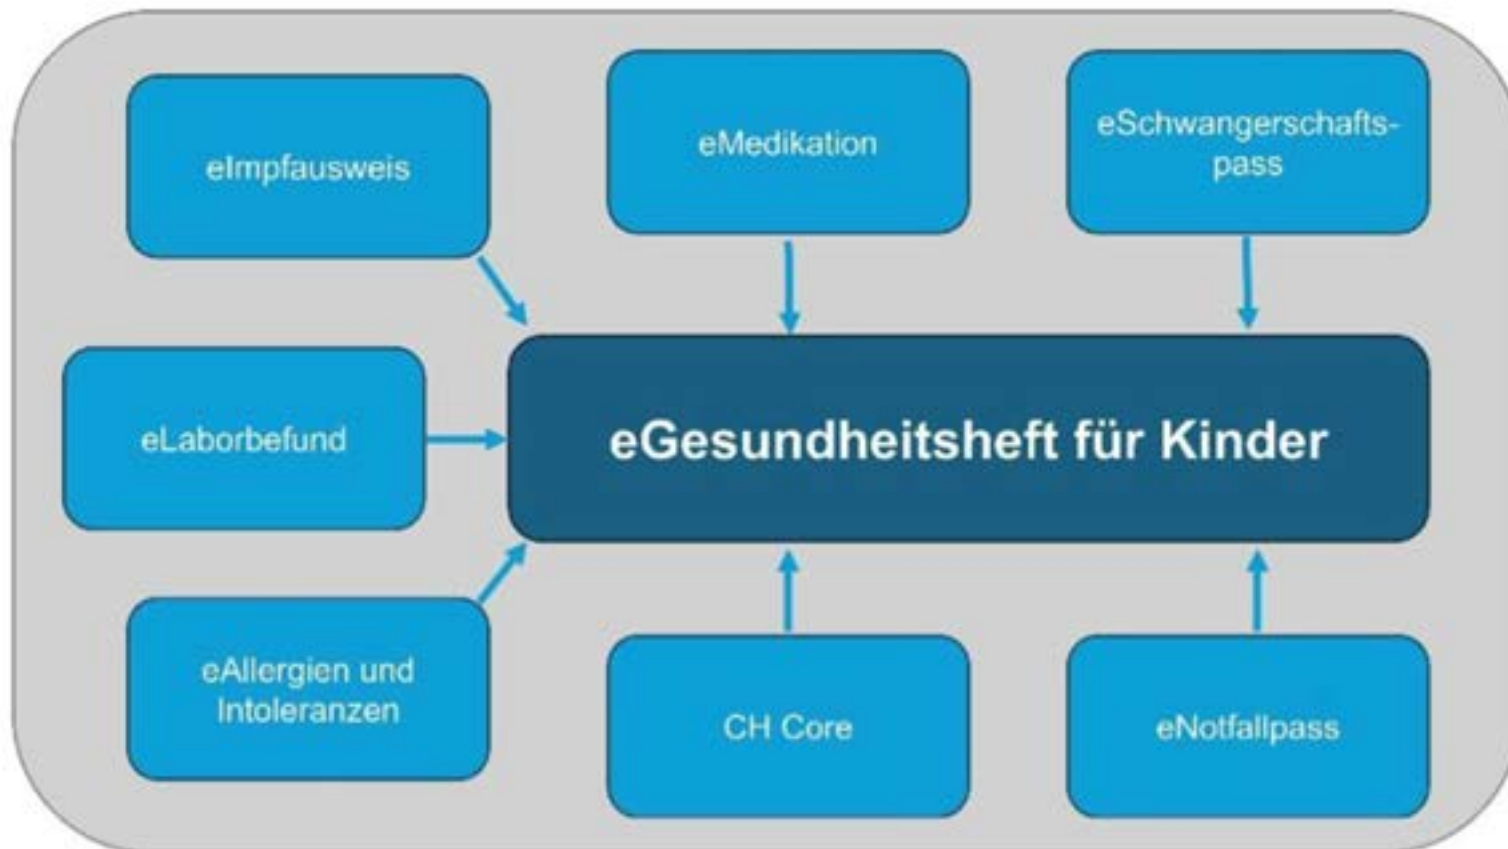 eImpfausweis
eMedikation
eSchwangerschafts-
pass
eLaborbefund
eGesundheitsheft für Kinder
eAllergien und
Intoleranzen
CH Core
eNotfallpass